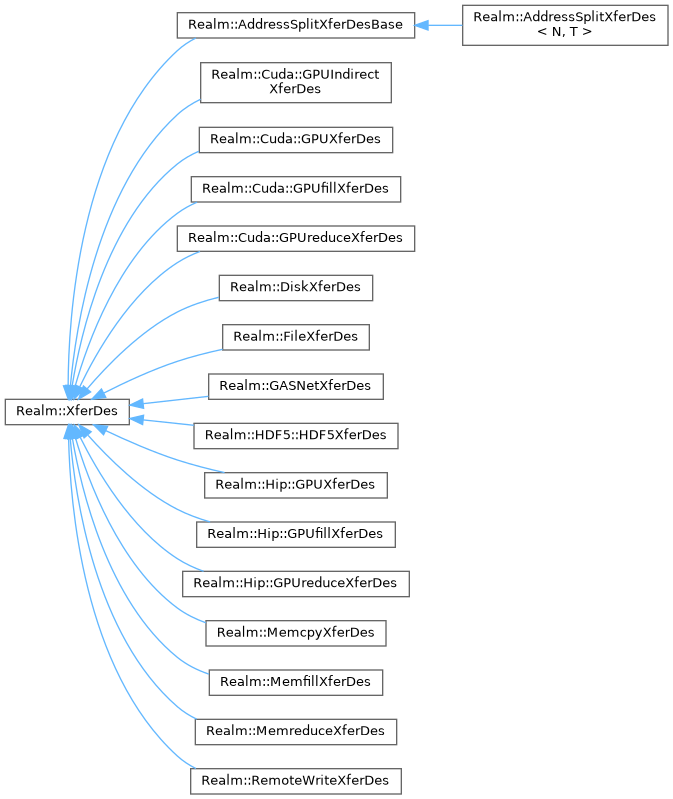 Realm::AddressSplitXferDesBase
Realm::AddressSplitXferDes
< N, T >
Realm::Cuda::GPUIndirect
XferDes
Realm::Cuda::GPUXferDes
Realm::Cuda::GPUfillXferDes
Realm::Cuda::GPUreduceXferDes
Realm::DiskXferDes
Realm::FileXferDes
Realm::GASNetXferDes
Realm::XferDes
Realm::HDF5::HDF5XferDes
Realm::Hip::GPUXferDes
Realm::Hip::GPUfillXferDes
Realm::Hip::GPUreduceXferDes
Realm::MemcpyXferDes
Realm::MemfillXferDes
Realm::MemreduceXferDes
Realm::RemoteWriteXferDes